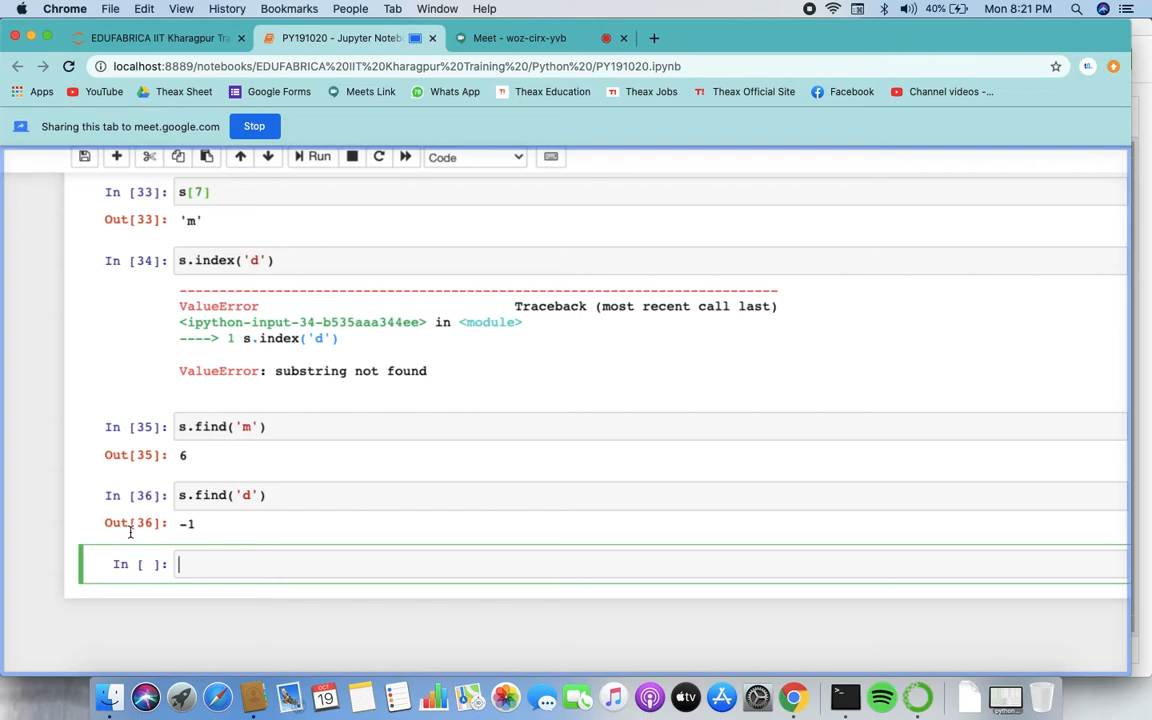 Chrome File Edit View History Bookmarks People Tab Window Help 40% Mon 8:21 PM
EDUFABRICA IIT Kharagpur Tra PY191020 - Jupyter Noteb Meet - woz-cirx-yvb
localhost:8889/notebooks/EDUFABRICA%20IIT%20Kharagpur%20Training%20/Python%20/PY191020.ipynb
Apps YouTube Theax Sheet Google Forms Meets Link Whats App Theax Education Theax Jobs Theax Official Site Facebook Channel videos -...
Sharing this tab to meet.google.com Stop
Run Code
In [33]: s[7]
Out[33]: 'm'
In [34]: s.index('d')
---------------------------------------------------------------------------
ValueError Traceback (most recent call last)
<ipython-input-34-b535aaa344ee> in <module>
----> 1 s.index('d')
ValueError: substring not found
In [35]: s.find('m')
Out[35]: 6
In [36]: s.find('d')
Out[36]: -1
In [ ]:
OCT
19
tv